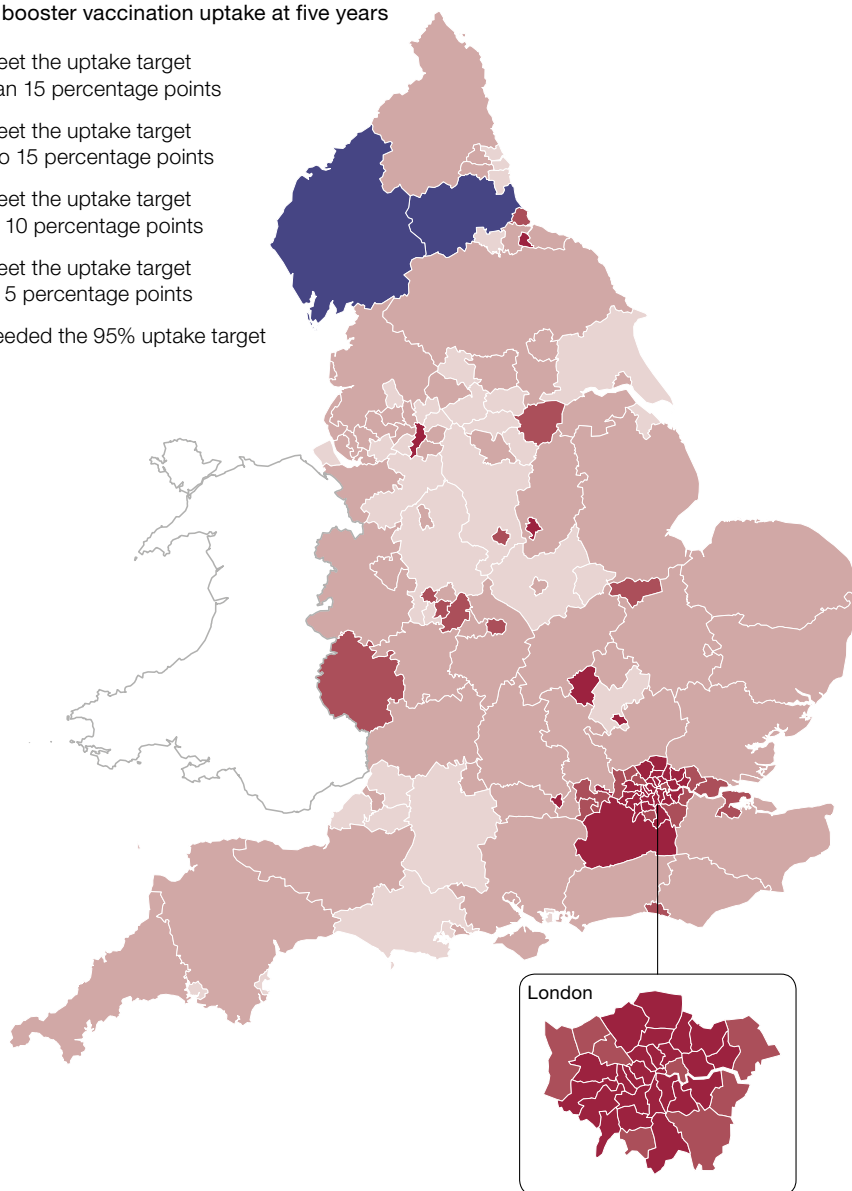 booster vaccination uptake at five years
eet the uptake target
an 15 percentage points
eet the uptake target
o 15 percentage points
eet the uptake target
10 percentage points
eet the uptake target
5 percentage points
eeded the 95% uptake target
London